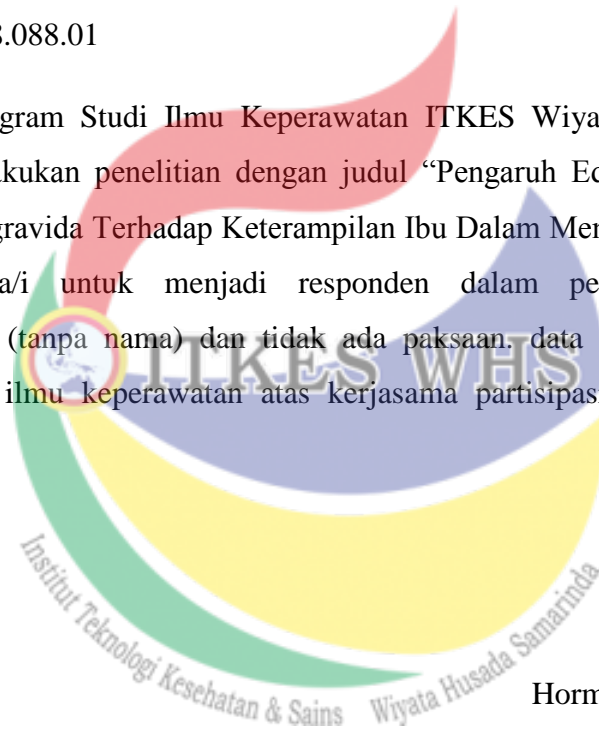 .088.01
gram Studi Ilmu Keperawatan ITKES Wiya
akukan penelitian dengan judul “Pengaruh Ed
gravida Terhadap Keterampilan Ibu Dalam Mer
a/i untuk menjadi responden dalam pe
(tanpa nama) dan tidak ada paksaan. data
ilmu keperawatan atas kerjasama partisipasi
ITKES WHS
Institut Teknologi Kesehatan & Sains Wiyata Husada Samarinda
Horm